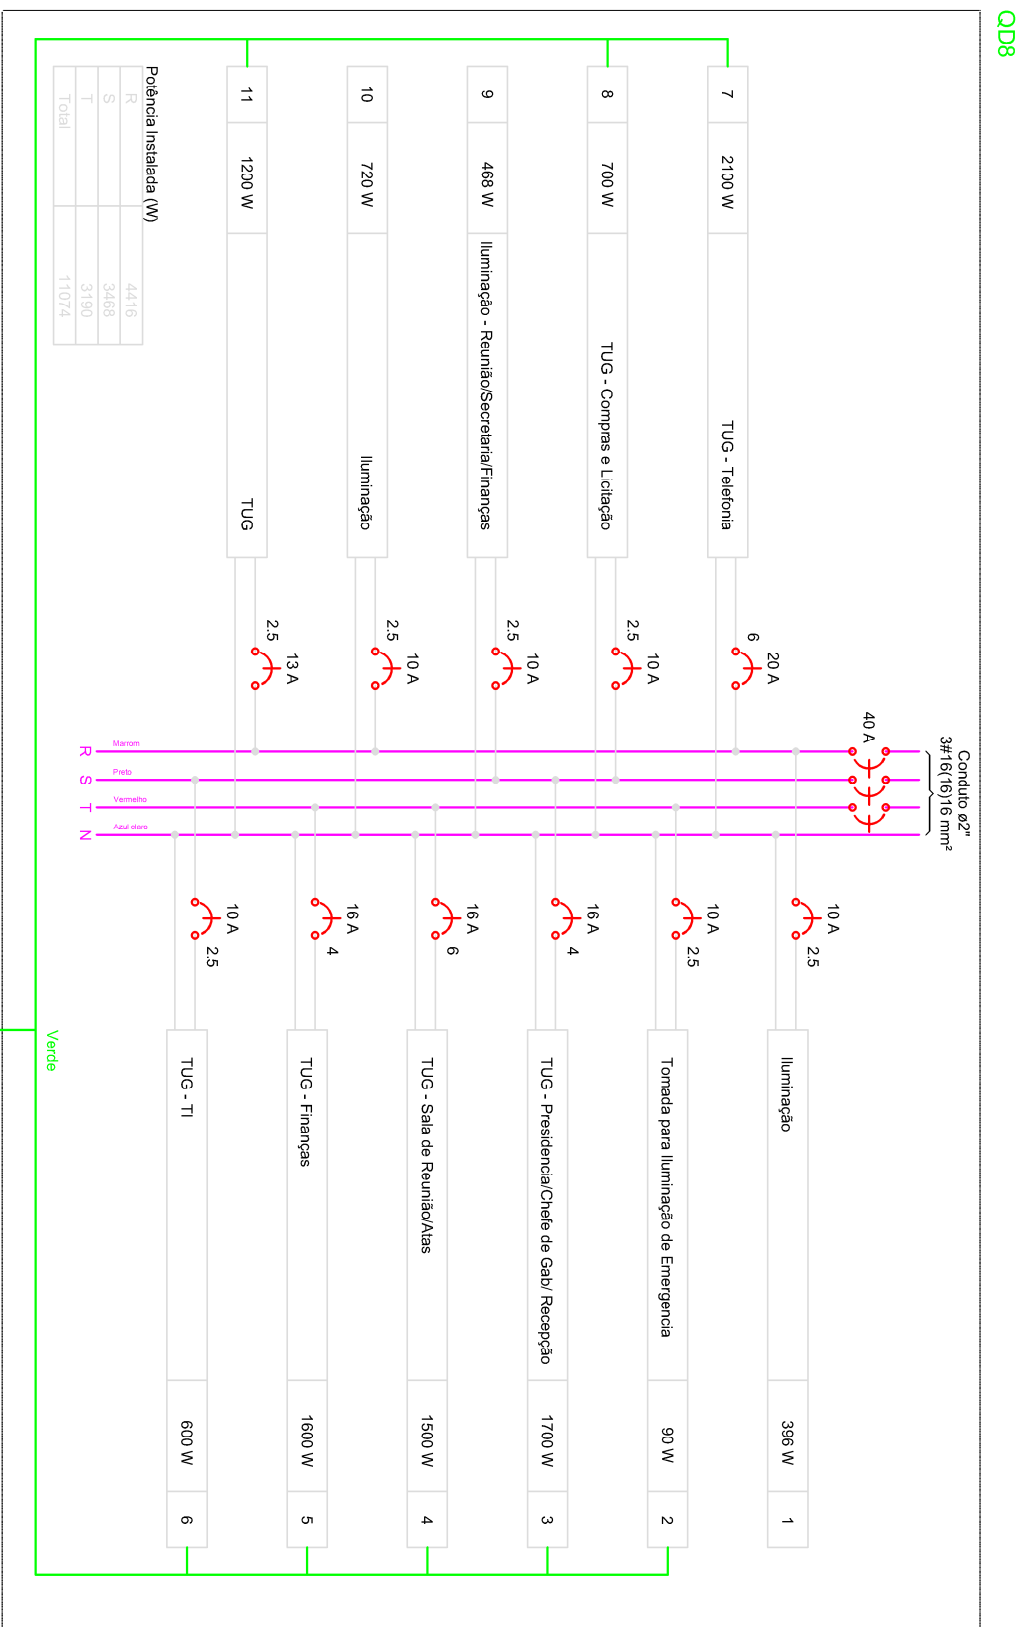 QD8
Conduto ø2"
3#16(16)16 mm²
40 A
7
2100 W
TUG - Telefonia
6
20 A
8
700 W
TUG - Compras e Licitação
2.5
10 A
9
468 W
Iluminação - Reunião/Secretaria/Finanças
2.5
10 A
10
720 W
Iluminação
2.5
10 A
11
1200 W
TUG
2.5
13 A
R
Marrom
S
Preto
T
Vermelho
N
Azul claro
10 A
2.5
Iluminação
396 W
1
10 A
2.5
Tomada para Iluminação de Emergencia
90 W
2
16 A
4
TUG - Presidencia/Chefe de Gab/ Recepção
1700 W
3
16 A
6
TUG - Sala de Reunião/Atas
1500 W
4
16 A
4
TUG - Finanças
1600 W
5
10 A
2.5
TUG - TI
600 W
6
Potência Instalada (W)
R 4416
S 3468
T 3190
Total 11074
Verde